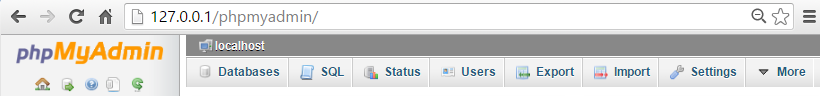 127.0.0.1/phpmyadmin/
phpMyAdmin
localhost
Databases SQL Status Users Export Import Settings More